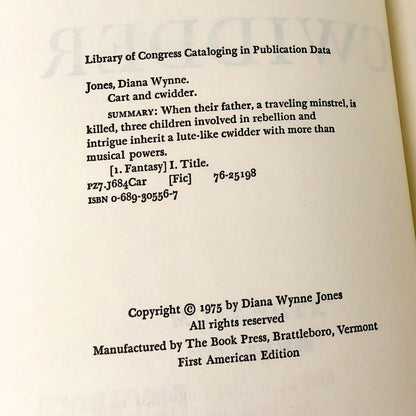 Library of Congress Cataloging in Publication Data
Jones, Diana Wynne.
Cart and cwidder.
SUMMARY: When their father, a traveling minstrel, is
killed, three children involved in rebellion and
intrigue inherit a lute-like cwidder with more than
musical powers.
[1. Fantasy] I. Title.
PZ7.J684Car [Fic] 76-25198
ISBN 0-689-30556-7
Copyright © 1975 by Diana Wynne Jones
All rights reserved
Manufactured by The Book Press, Brattleboro, Vermont
First American Edition